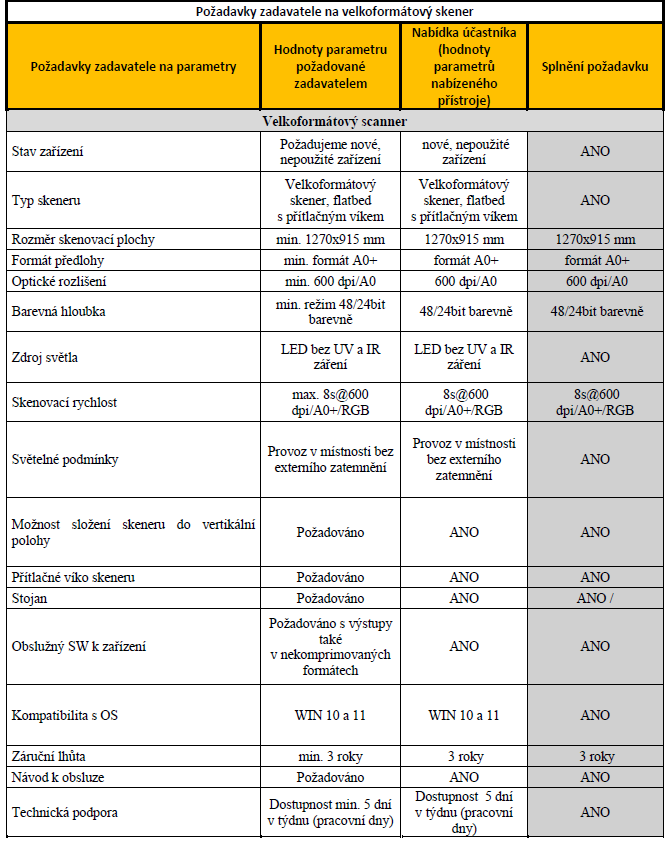 Požadavky zadavatele na velkoformátový skener
Požadavky zadavatele na parametry
Hodnoty parametru
požadované
zadavatelem
Nabídka účastníka
(hodnoty
parametrů
nabízeného
přístroje)
Splnění požadavku
Velkoformátový scanner
Stav zařízení
Požadujeme nové,
nepoužité zařízení
nové, nepoužité
zařízení
ANO
Typ skeneru
Velkoformátový
skener, flatbed
s přítlačným víkem
Velkoformátový
skener, flatbed
s přítlačným víkem
ANO
Rozměr skenovací plochy
min. 1270x915 mm
1270x915 mm
1270x915 mm
Formát předlohy
min. formát A0+
formát A0+
formát A0+
Optické rozlišení
min. 600 dpi/A0
600 dpi/A0
600 dpi/A0
Barevná hloubka
min. režim 48/24bit
barevně
48/24bit barevně
48/24bit barevně
Zdroj světla
LED bez UV a IR
záření
LED bez UV a IR
záření
ANO
Skenovací rychlost
max. 8s@600
dpi/A0+/RGB
8s@600
dpi/A0+/RGB
8s@600
dpi/A0+/RGB
Světelné podmínky
Provoz v místnosti bez
externího zatemnění
Provoz v místnosti
bez externího
zatemnění
ANO
Možnost složení skeneru do vertikální
polohy
Požadováno
ANO
ANO
Přítlačné víko skeneru
Požadováno
ANO
ANO
Stojan
Požadováno
ANO
ANO /
Obslužný SW k zařízení
Požadováno s výstupy
také
v nekomprimovaných
formátech
ANO
ANO
Kompatibilita s OS
WIN 10 a 11
WIN 10 a 11
ANO
Záruční lhůta
min. 3 roky
3 roky
3 roky
Návod k obsluze
Požadováno
ANO
ANO
Technická podpora
Dostupnost min. 5 dní
v týdnu (pracovní dny)
Dostupnost 5 dní
v týdnu (pracovní
dny)
ANO